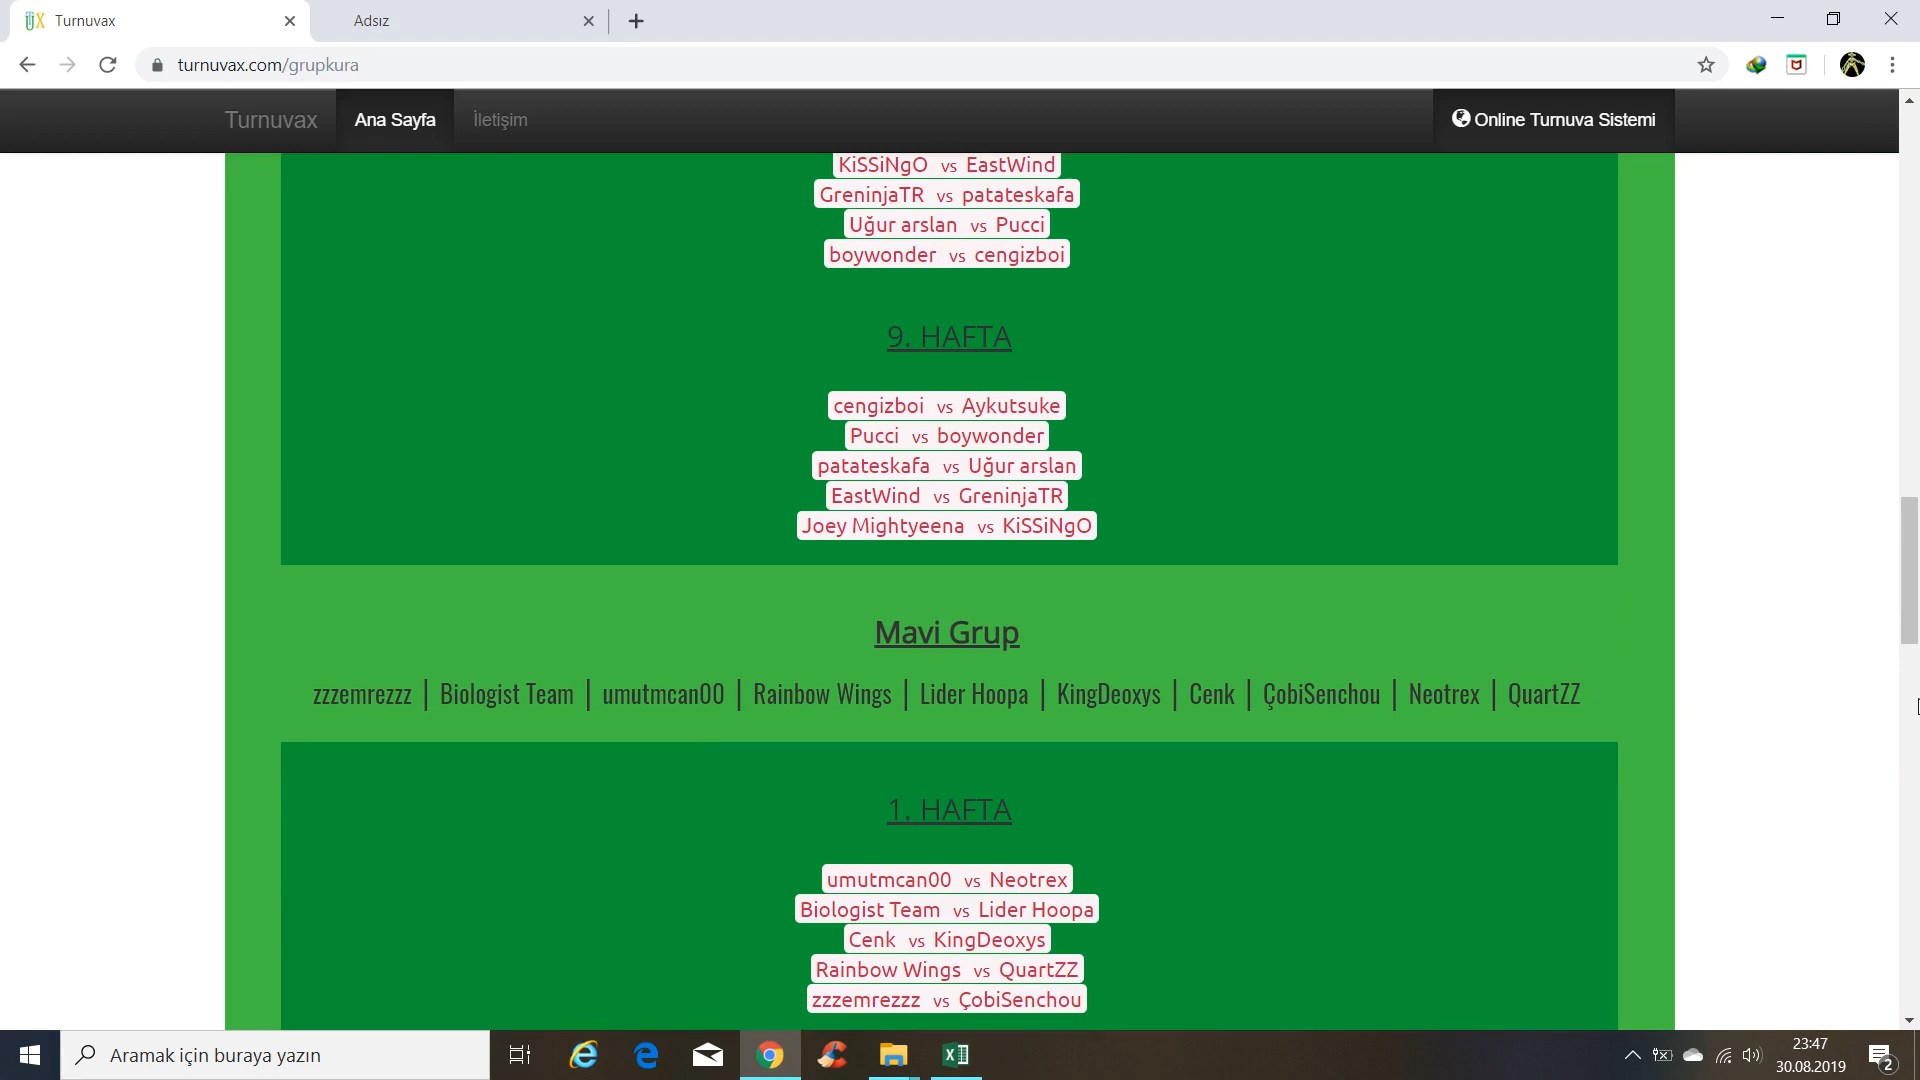 Turnuvax
Adsız
turnuvax.com/grupkura
Turnuvax Ana Sayfa İletişim Online Turnuva Sistemi
KiSSiNgO vs EastWind
GreninjaTR vs patateskafa
Uğur arslan vs Pucci
boywonder vs cengizboi
9. HAFTA
cengizboi vs Aykutsuke
Pucci vs boywonder
patateskafa vs Uğur arslan
EastWind vs GreninjaTR
Joey Mightyeena vs KiSSiNgO
Mavi Grup
zzzemrezzz | Biologist Team | umutmcan00 | Rainbow Wings | Lider Hoopa | KingDeoxys | Cenk | ÇobiSenchou | Neotrex | QuartZZ
1. HAFTA
umutmcan00 vs Neotrex
Biologist Team vs Lider Hoopa
Cenk vs KingDeoxys
Rainbow Wings vs QuartZZ
zzzemrezzz vs ÇobiSenchou
Aramak için buraya yazın
23:47
30.08.2019
2